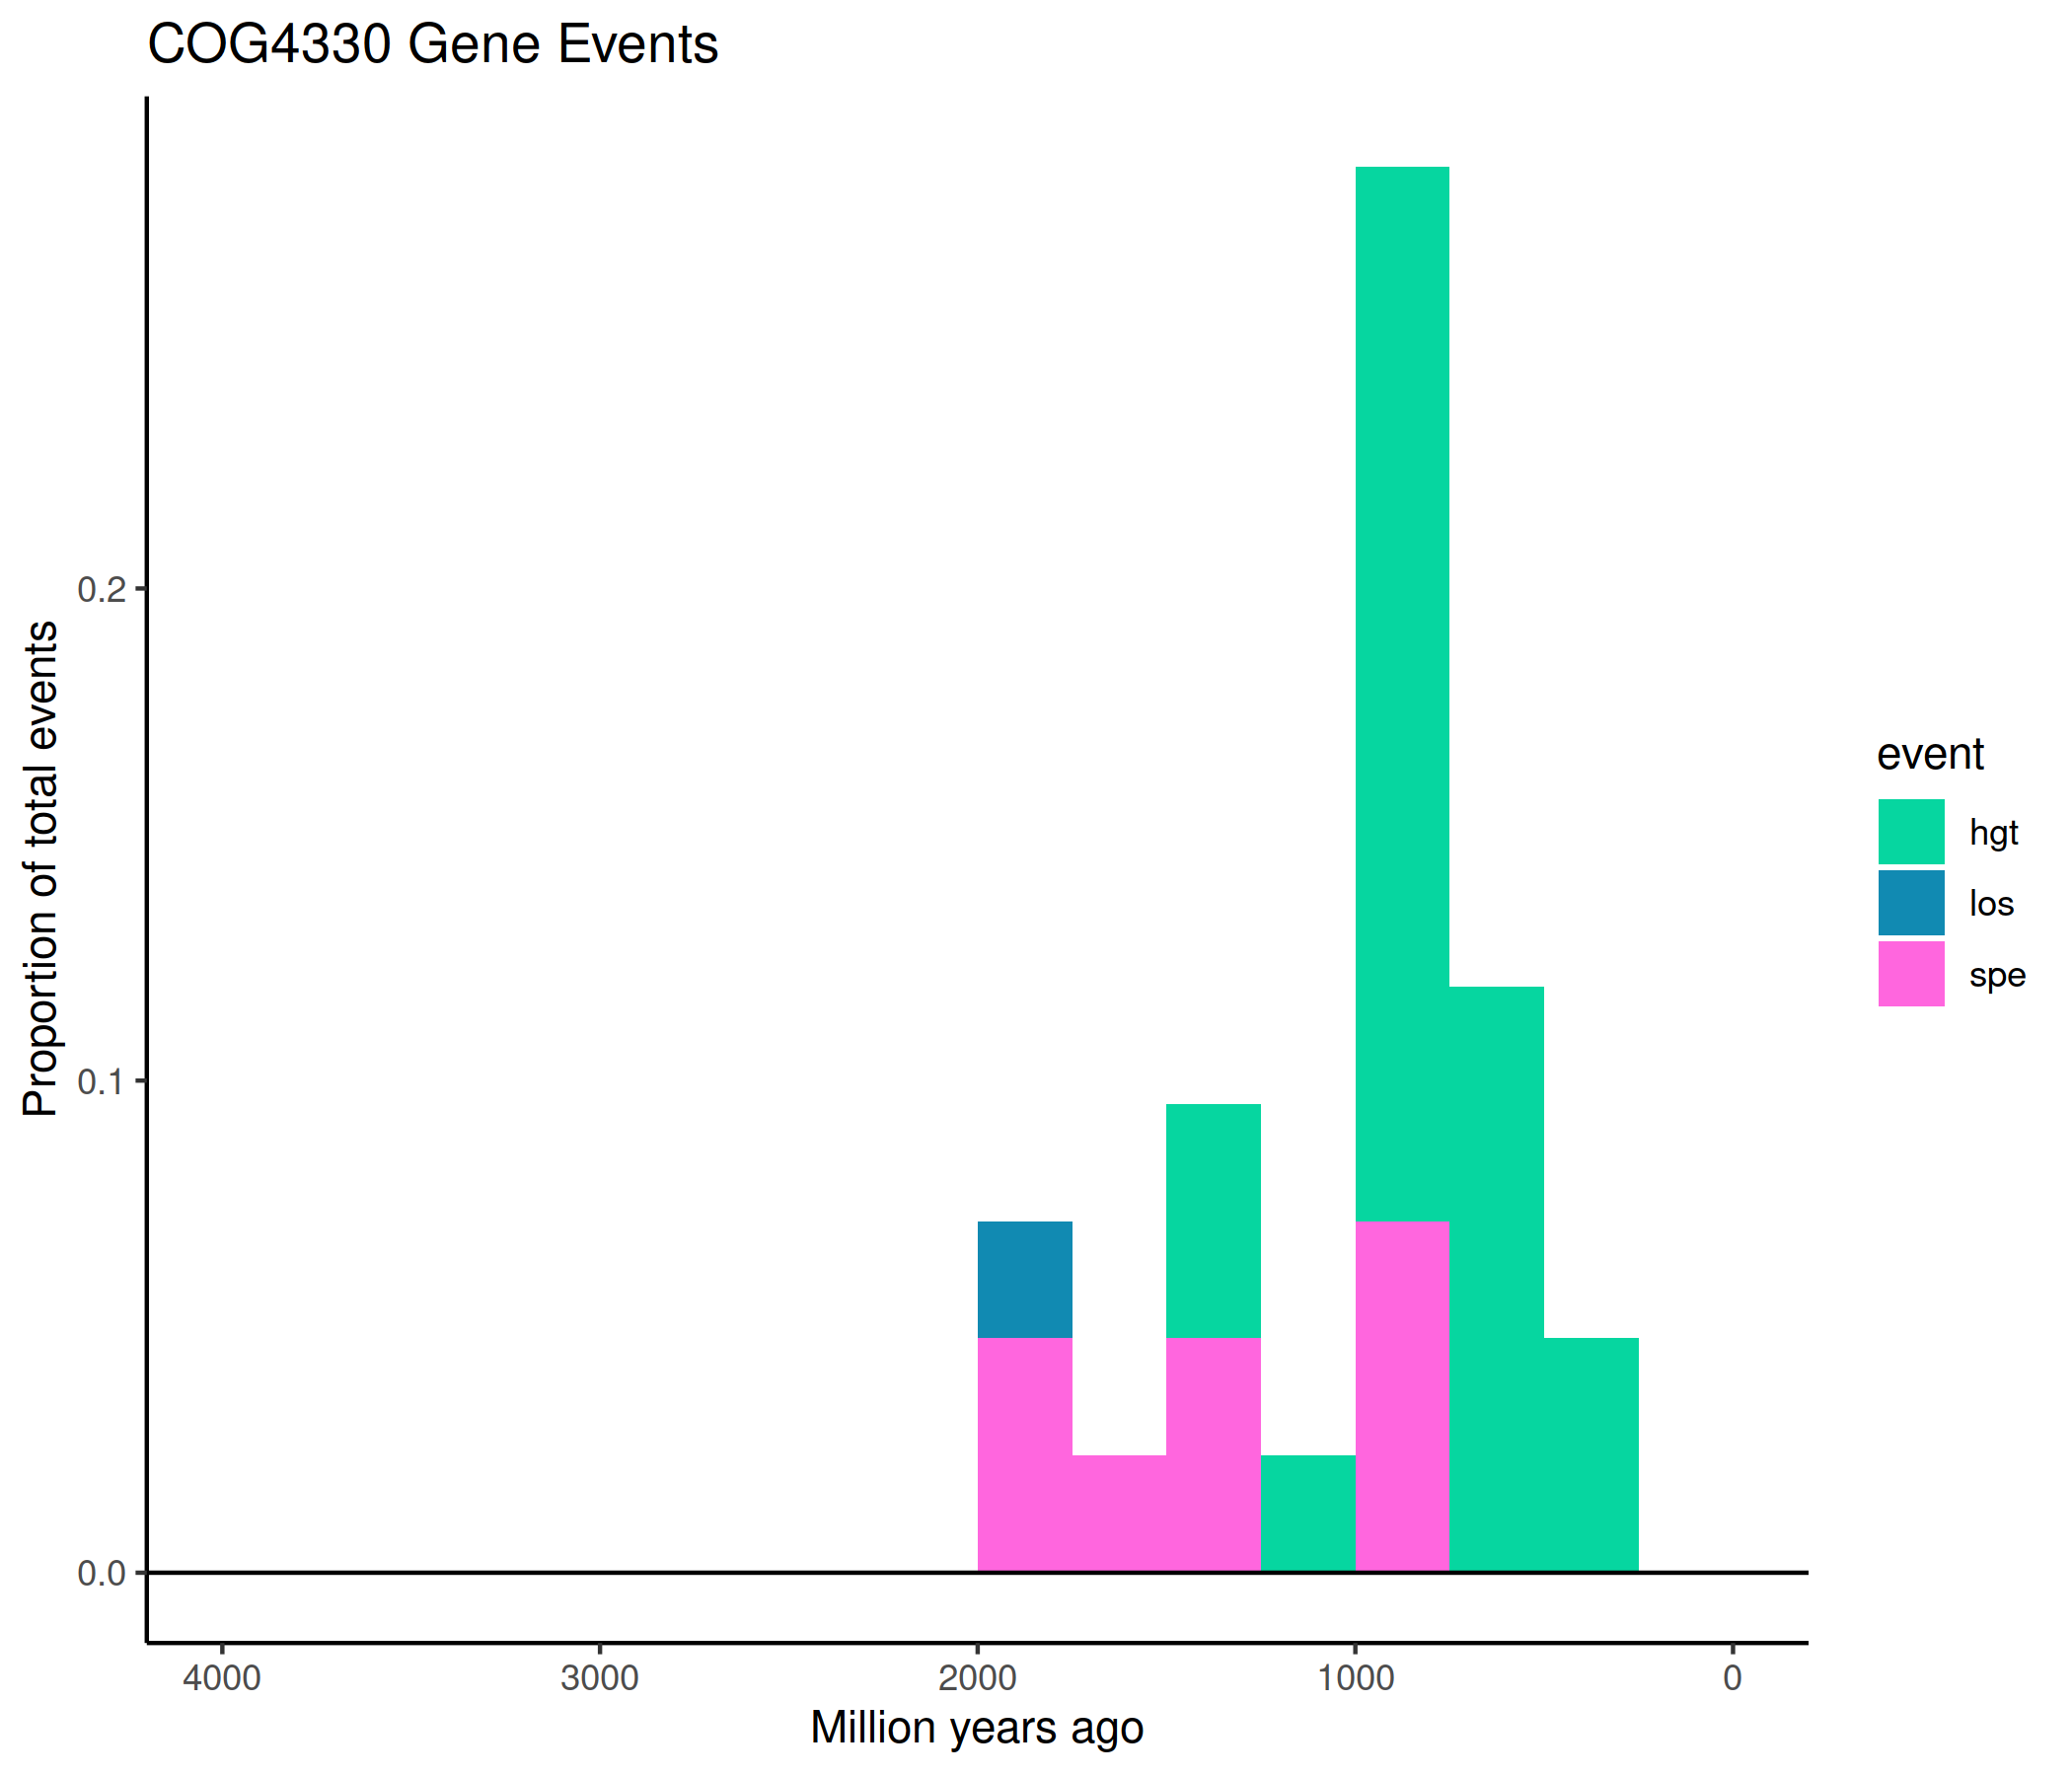 COG4330 Gene Events
Proportion of total events
0.2
0.1
0.0
4000 3000 2000 1000 0
Million years ago
event
hgt
los
spe